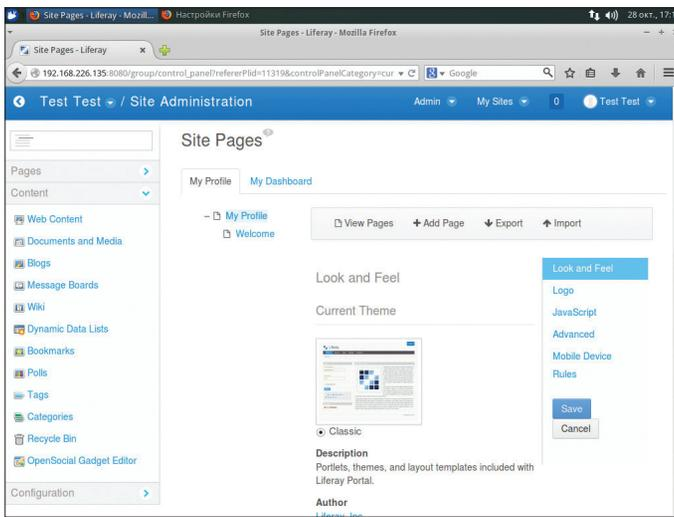 Site Pages - Liferay - Mozill...
Настройки Firefox
28 окт., 17:1
Site Pages - Liferay - Mozilla Firefox
Site Pages - Liferay
192.168.226.135:8080/group/control_panel?refererPlid=11319&controlPanelCategory=cur
Google
Test Test / Site Administration
Admin
My Sites
0
Test Test
Site Pages
Pages
Content
Web Content
Documents and Media
Blogs
Message Boards
Wiki
Dynamic Data Lists
Bookmarks
Polls
Tags
Categories
Recycle Bin
OpenSocial Gadget Editor
Configuration
My Profile
My Dashboard
My Profile
Welcome
View Pages
Add Page
Export
Import
Look and Feel
Current Theme
Classic
Description
Portlets, themes, and layout templates included with
Liferay Portal.
Author
Liferay, Inc.
Look and Feel
Logo
JavaScript
Advanced
Mobile Device
Rules
Save
Cancel